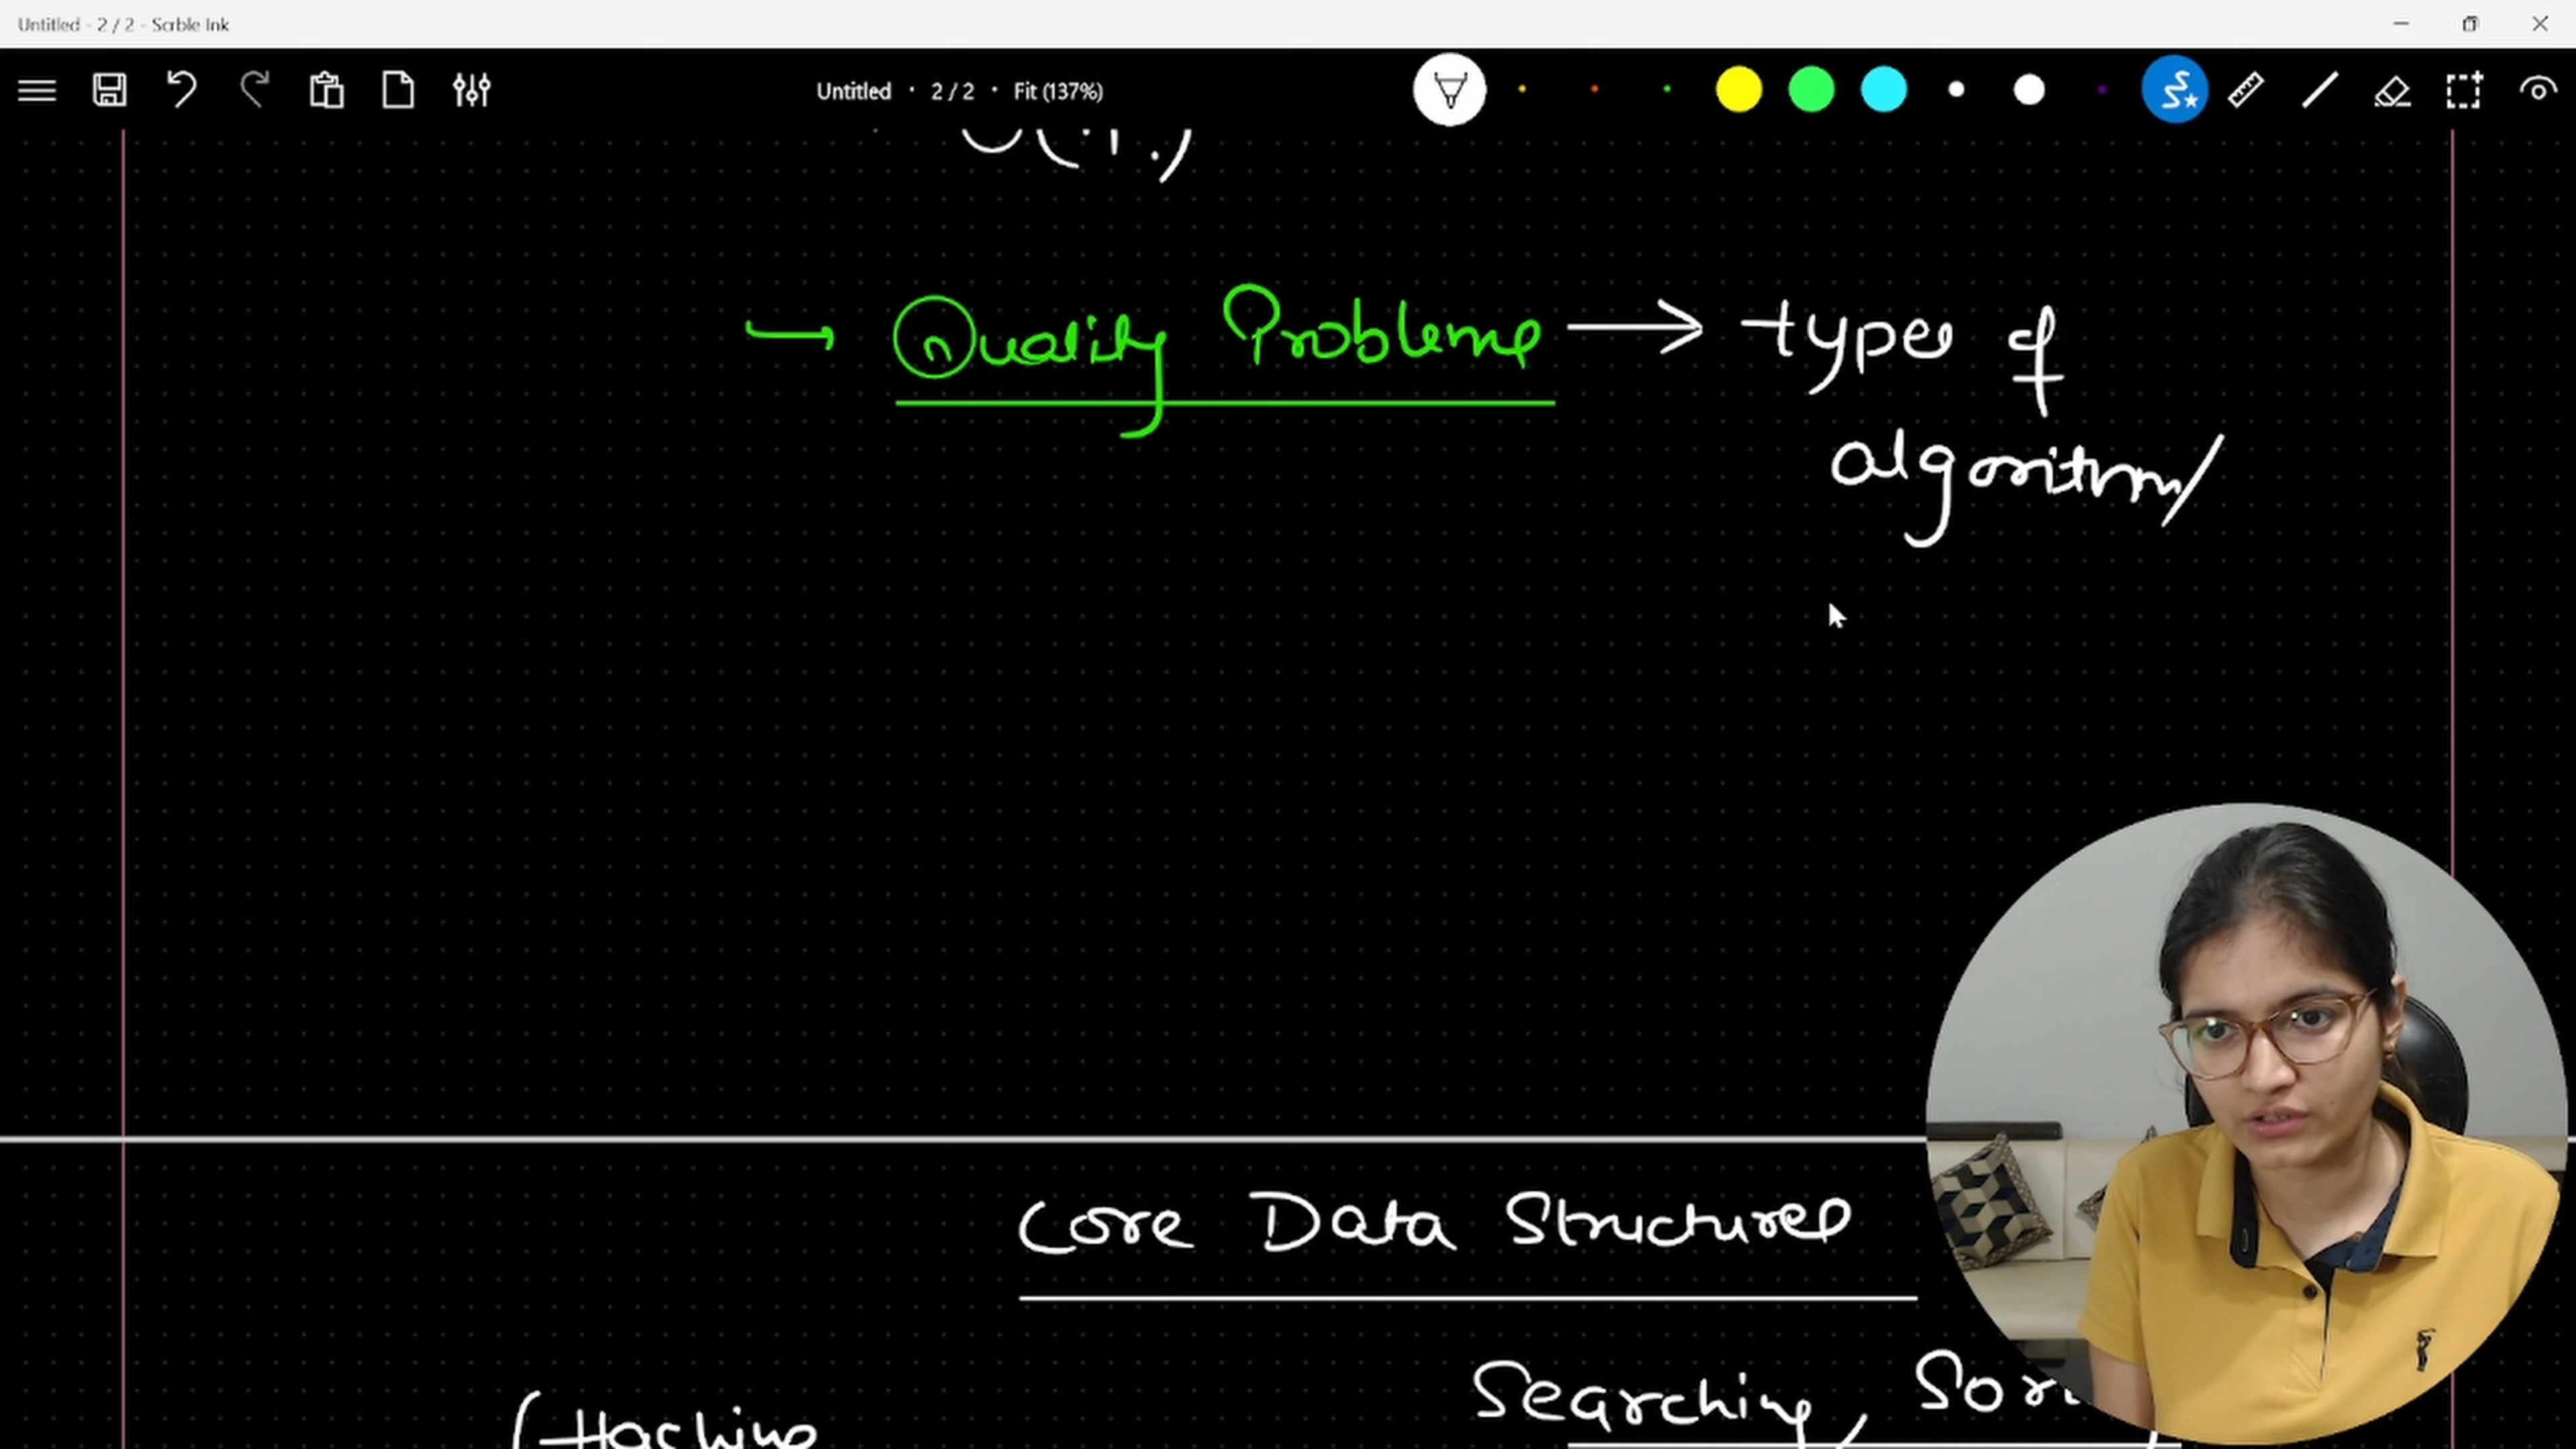 Untitled - 2 / 2 - Scrble Ink
Untitled · 2 / 2 · Fit (137%)
→ Quality Problems → types of
algorithm/
Core Data Structures
Searching, Sor
(Hashing